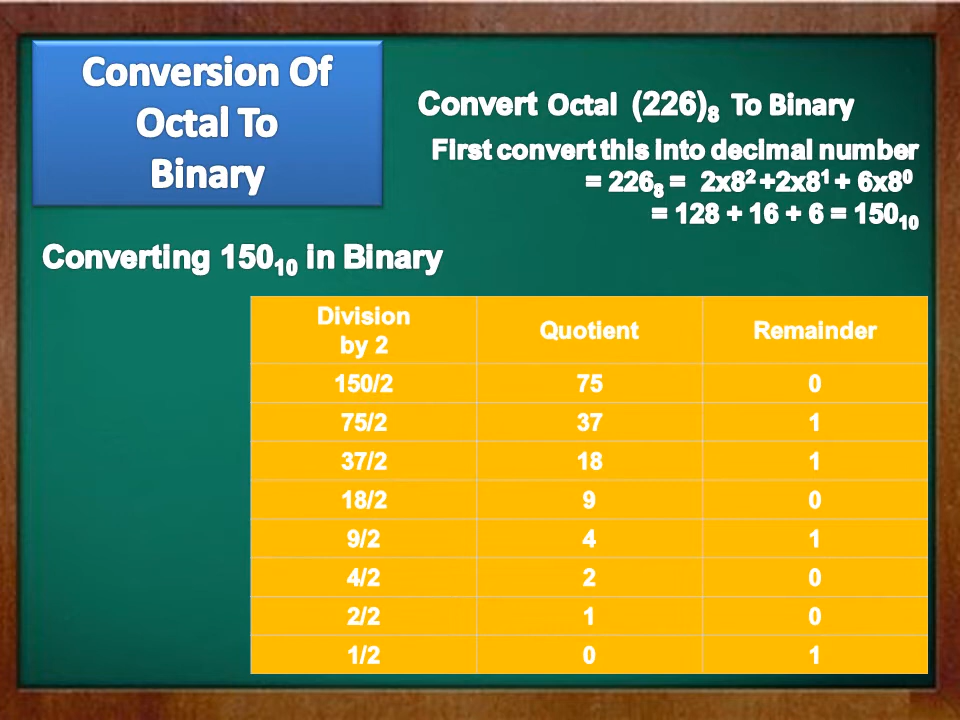 Conversion Of
Octal To
Binary
Convert Octal (226)₈ To Binary
First convert this into decimal number
= 226₈ = 2x8² +2x8¹ + 6x8⁰
= 128 + 16 + 6 = 150₁₀
Converting 150₁₀ in Binary
Division
by 2 Quotient Remainder
150/2 75 0
75/2 37 1
37/2 18 1
18/2 9 0
9/2 4 1
4/2 2 0
2/2 1 0
1/2 0 1